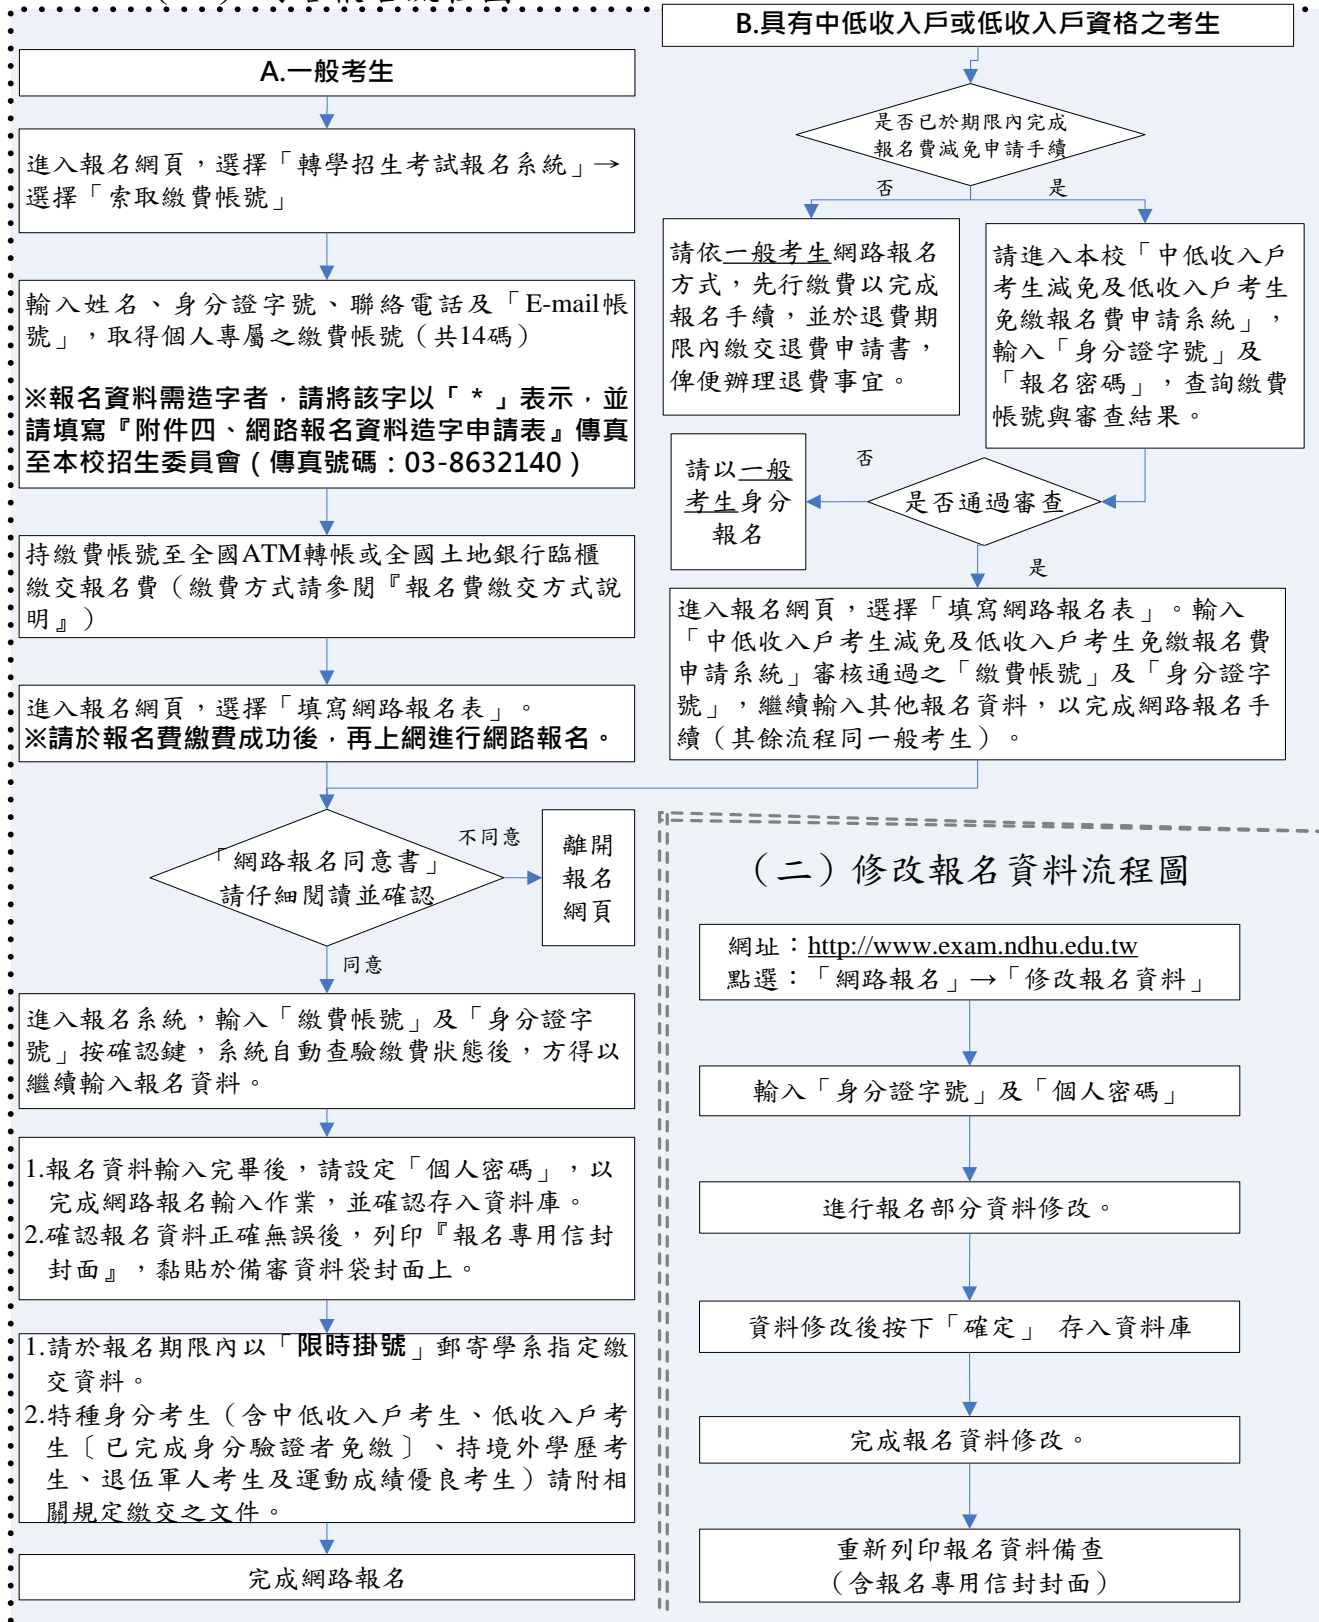 A.一般考生
進入報名網頁，選擇「轉學招生考試報名系統」→
選擇「索取繳費帳號」
輸入姓名、身分證字號、聯絡電話及「E-mail帳
號」，取得個人專屬之繳費帳號（共14碼）
※報名資料需造字者，請將該字以「 * 」表示，並
請填寫『附件四、網路報名資料造字申請表』傳真
至本校招生委員會（傳真號碼：03-8632140）
持繳費帳號至全國ATM轉帳或全國土地銀行臨櫃
繳交報名費（繳費方式請參閱『報名費繳交方式說
明』）
進入報名網頁，選擇「填寫網路報名表」。
※請於報名費繳費成功後，再上網進行網路報名。
「網路報名同意書」
請仔細閱讀並確認
不同意
離開
報名
網頁
同意
進入報名系統，輸入「繳費帳號」及「身分證字
號」按確認鍵，系統自動查驗繳費狀態後，方得以
繼續輸入報名資料。
1.報名資料輸入完畢後，請設定「個人密碼」，以
完成網路報名輸入作業，並確認存入資料庫。
2.確認報名資料正確無誤後，列印『報名專用信封
封面』，黏貼於備審資料袋封面上。
1.請於報名期限內以「限時掛號」郵寄學系指定繳
交資料。
2.特種身分考生（含中低收入戶考生、低收入戶考
生〔已完成身分驗證者免繳〕、持境外學歷考
生、退伍軍人考生及運動成績優良考生）請附相
關規定繳交之文件。
完成網路報名
B.具有中低收入戶或低收入戶資格之考生
是否已於期限內完成
報名費減免申請手續
否
是
請依一般考生網路報名
方式，先行繳費以完成
報名手續，並於退費期
限內繳交退費申請書，
俾便辦理退費事宜。
請進入本校「中低收入戶
考生減免及低收入戶考生
免繳報名費申請系統」，
輸入「身分證字號」及
「報名密碼」，查詢繳費
帳號與審查結果。
請以一般
考生身分
報名
否
是否通過審查
是
進入報名網頁，選擇「填寫網路報名表」。輸入
「中低收入戶考生減免及低收入戶考生免繳報名費
申請系統」審核通過之「繳費帳號」及「身分證字
號」，繼續輸入其他報名資料，以完成網路報名手
續（其餘流程同一般考生）。
（二）修改報名資料流程圖
網址：http://www.exam.ndhu.edu.tw
點選：「網路報名」→「修改報名資料」
輸入「身分證字號」及「個人密碼」
進行報名部分資料修改。
資料修改後按下「確定」 存入資料庫
完成報名資料修改。
重新列印報名資料備查
（含報名專用信封封面）